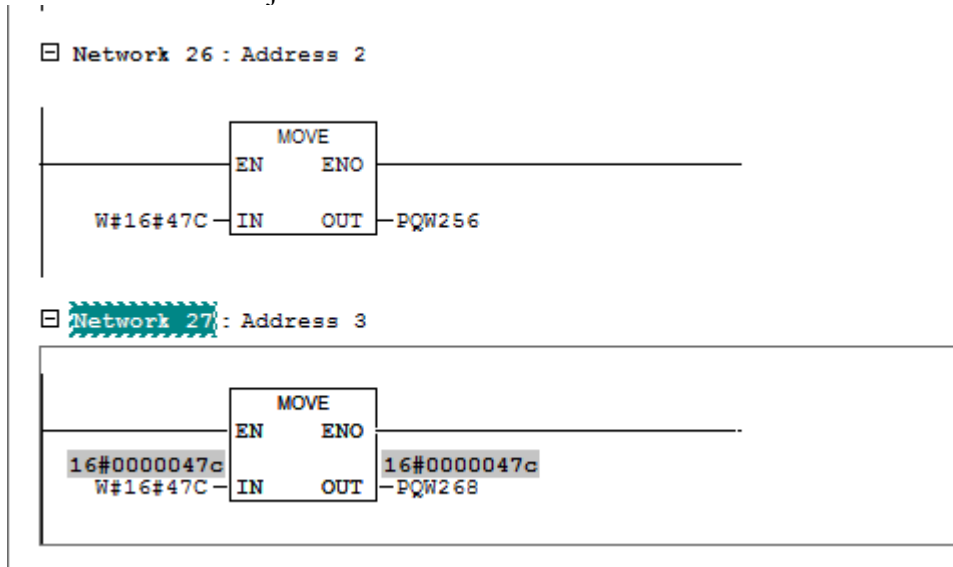 Network 26 : Address 2
MOVE
EN ENO
W#16#47C IN OUT PQW256
Network 27 : Address 3
MOVE
EN ENO
16#0000047c 16#0000047c
W#16#47C IN OUT PQW268